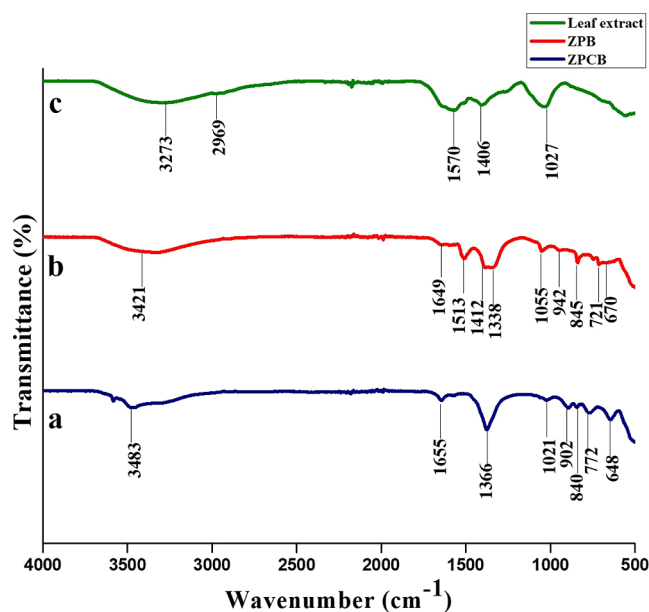 Leaf extract
ZPB
ZPCB
c
3273
2969
1570
1406
1027
b
3421
1649
1513
1412
1338
1055
942
845
721
670
a
3483
1655
1366
1021
902
840
772
648
Transmittance (%)
4000 3500 3000 2500 2000 1500 1000 500
Wavenumber (cm-1)